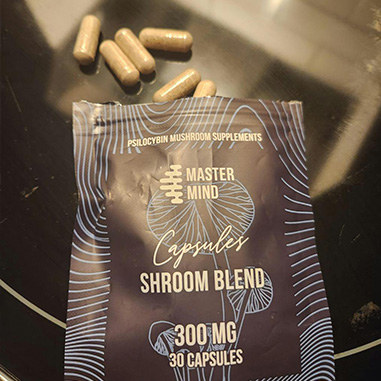 PSILOCYBIN MUSHROOM SUPPLEMENTS
MASTER
MIND
Capsules
SHROOM BLEND
300 MG
30 CAPSULES